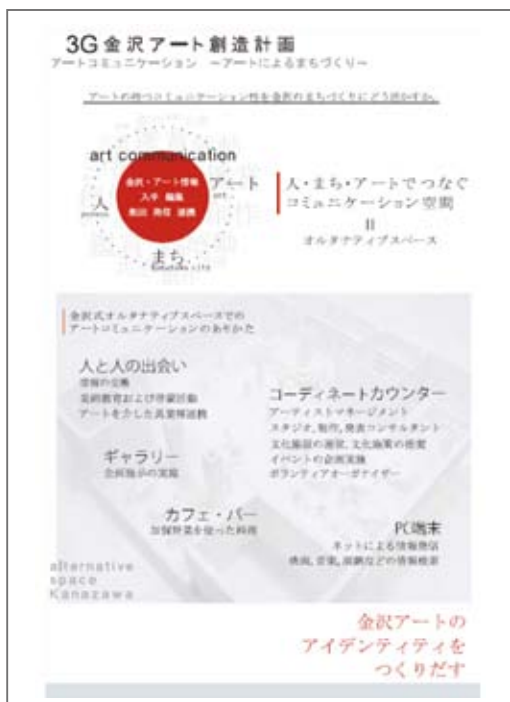 3G金沢アート創造計画
アートコミュニケーション ～アートによるまちづくり～
アートの持つコミュニケーション性を金沢のまちづくりにどう活かすか。
art communication
金沢・アート情報
入手 編集
発信 連携
人
アート
art
まち
人・まち・アートでつなぐ
コミュニケーション空間
||
オルタナティブスペース
金沢式オルタナティブスペースでの
アートコミュニケーションのありかた
人と人の出会い
情報の交換
美術教育および啓蒙活動
アートを介した異業種連携
ギャラリー
企画展示の実施
カフェ・バー
加賀野菜を使った料理
コーディネートカウンター
アーティストマネージメント
スタジオ、制作、発表コンサルタント
文化施設の連携、文化施策の提案
イベントの企画実施
ボランティアオーガナイザー
PC端末
ネットによる情報発信
映画、音楽、演劇などの情報検索
alternative
space
Kanazawa
金沢アートの
アイデンティティを
つくりだす